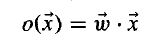 o(x⃗) = w⃗ · x⃗